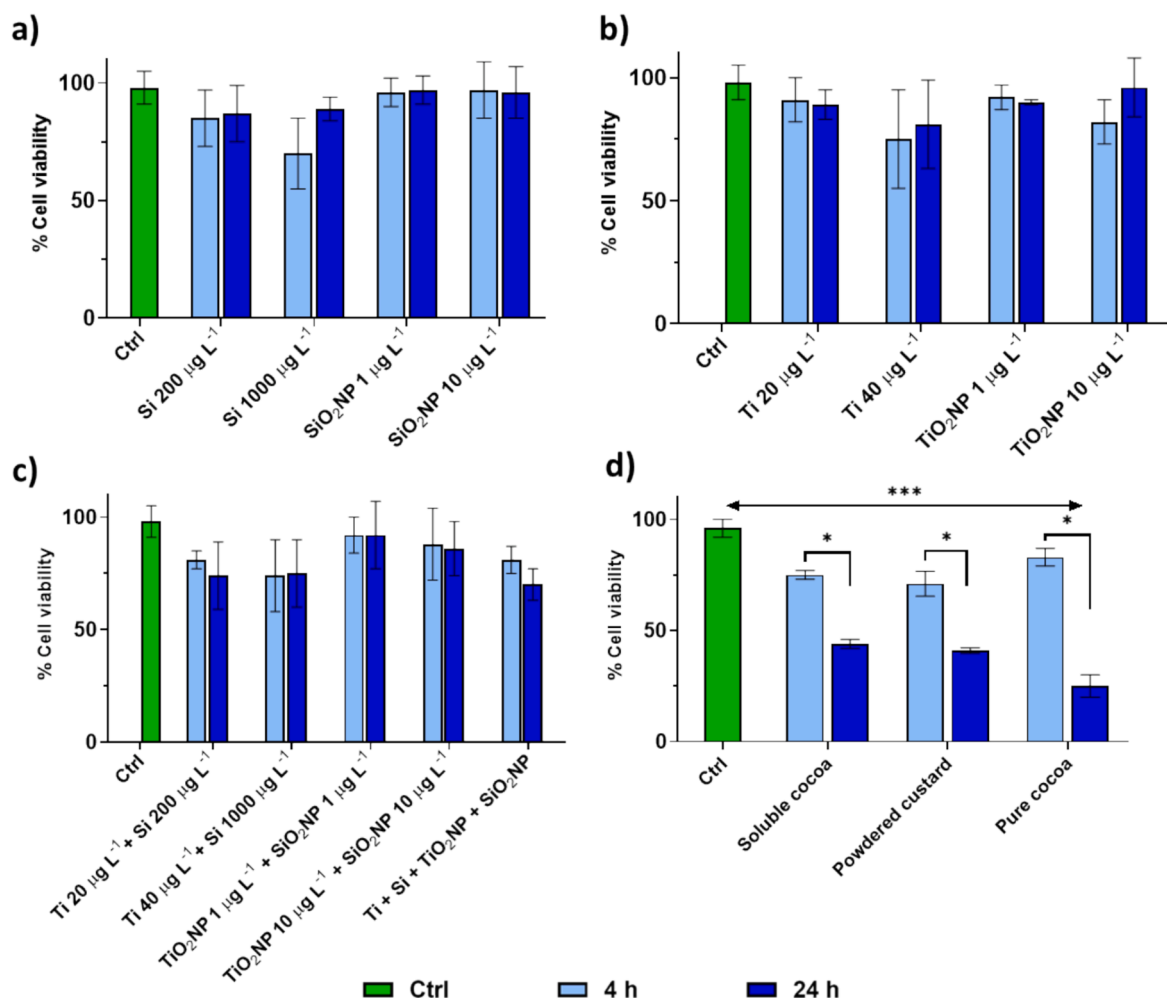 a)
% Cell viability
100
50
0
Ctrl
Si 200 μg L⁻¹
Si 1000 μg L⁻¹
SiO₂NP 1 μg L⁻¹
SiO₂NP 10 μg L⁻¹
b)
% Cell viability
100
50
0
Ctrl
Ti 20 μg L⁻¹
Ti 40 μg L⁻¹
TiO₂NP 1 μg L⁻¹
TiO₂NP 10 μg L⁻¹
c)
% Cell viability
100
50
0
Ctrl
Ti 20 μg L⁻¹ + Si 200 μg L⁻¹
Ti 40 μg L⁻¹ + Si 1000 μg L⁻¹
TiO₂NP 1 μg L⁻¹ + SiO₂NP 1 μg L⁻¹
TiO₂NP 10 μg L⁻¹ + SiO₂NP 10 μg L⁻¹
Ti + Si + TiO₂NP + SiO₂NP
d)
% Cell viability
100
50
0
***
*
*
*
Ctrl
Soluble cocoa
Powdered custard
Pure cocoa
Ctrl
4 h
24 h